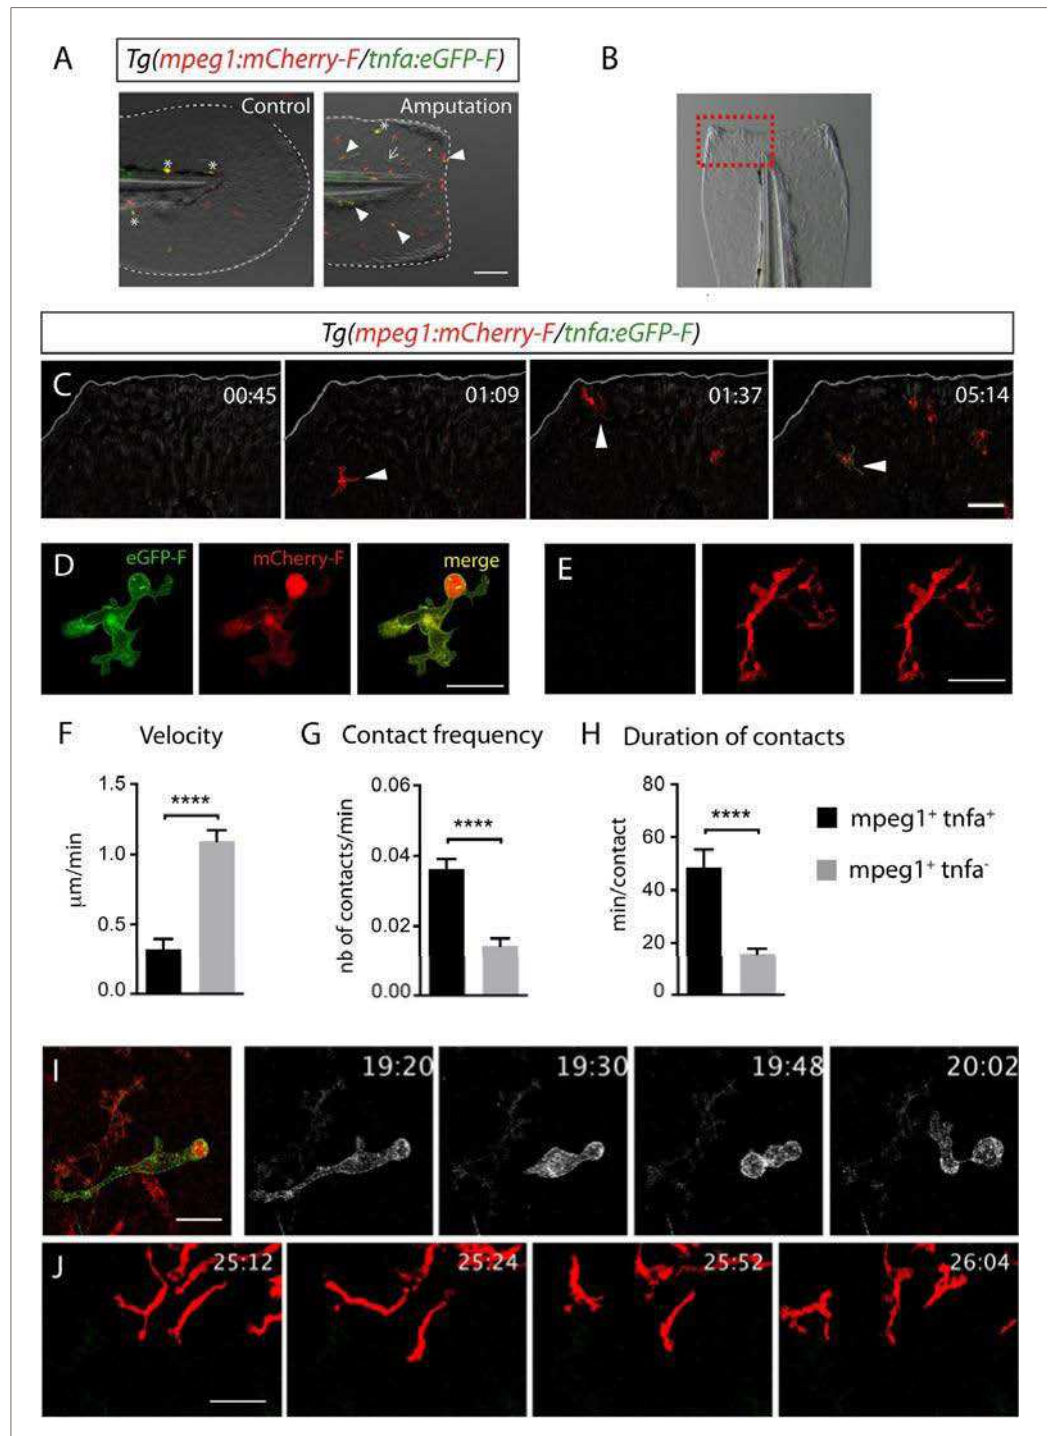 A
Tg(mpeg1:mCherry-F/tnfa:eGFP-F)
B
Control
*
*
*
Amputation
*
Tg(mpeg1:mCherry-F/tnfa:eGFP-F)
C
00:45
01:09
01:37
05:14
D
eGFP-F
mCherry-F
merge
E
F Velocity
µm/min
1.5
1.0
0.5
0.0
****
G Contact frequency
nb of contacts/min
0.06
0.04
0.02
0.00
****
H Duration of contacts
min/contact
80
60
40
20
0
****
mpeg1⁺ tnfa⁺
mpeg1⁺ tnfa⁻
I
19:20
19:30
19:48
20:02
J
25:12
25:24
25:52
26:04